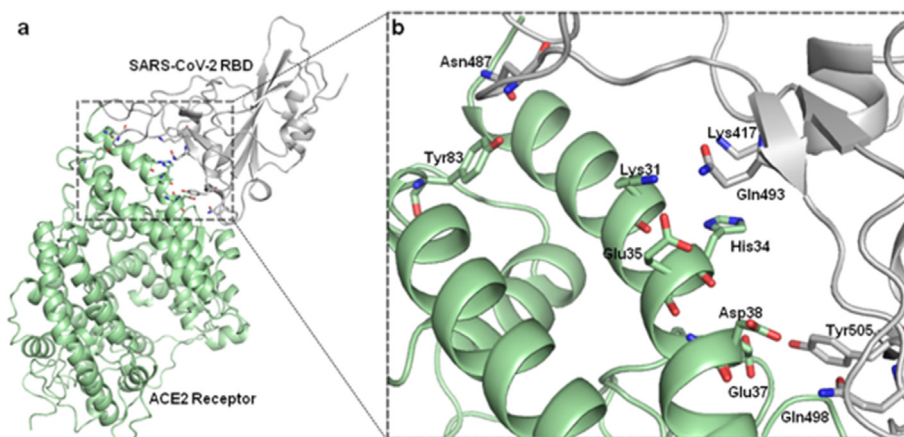 a
SARS-CoV-2 RBD
ACE2 Receptor
b
Asn487
Tyr83
Lys31
Lys417
Gln493
Glu35
His34
Asp38
Tyr505
Glu37
Gln498